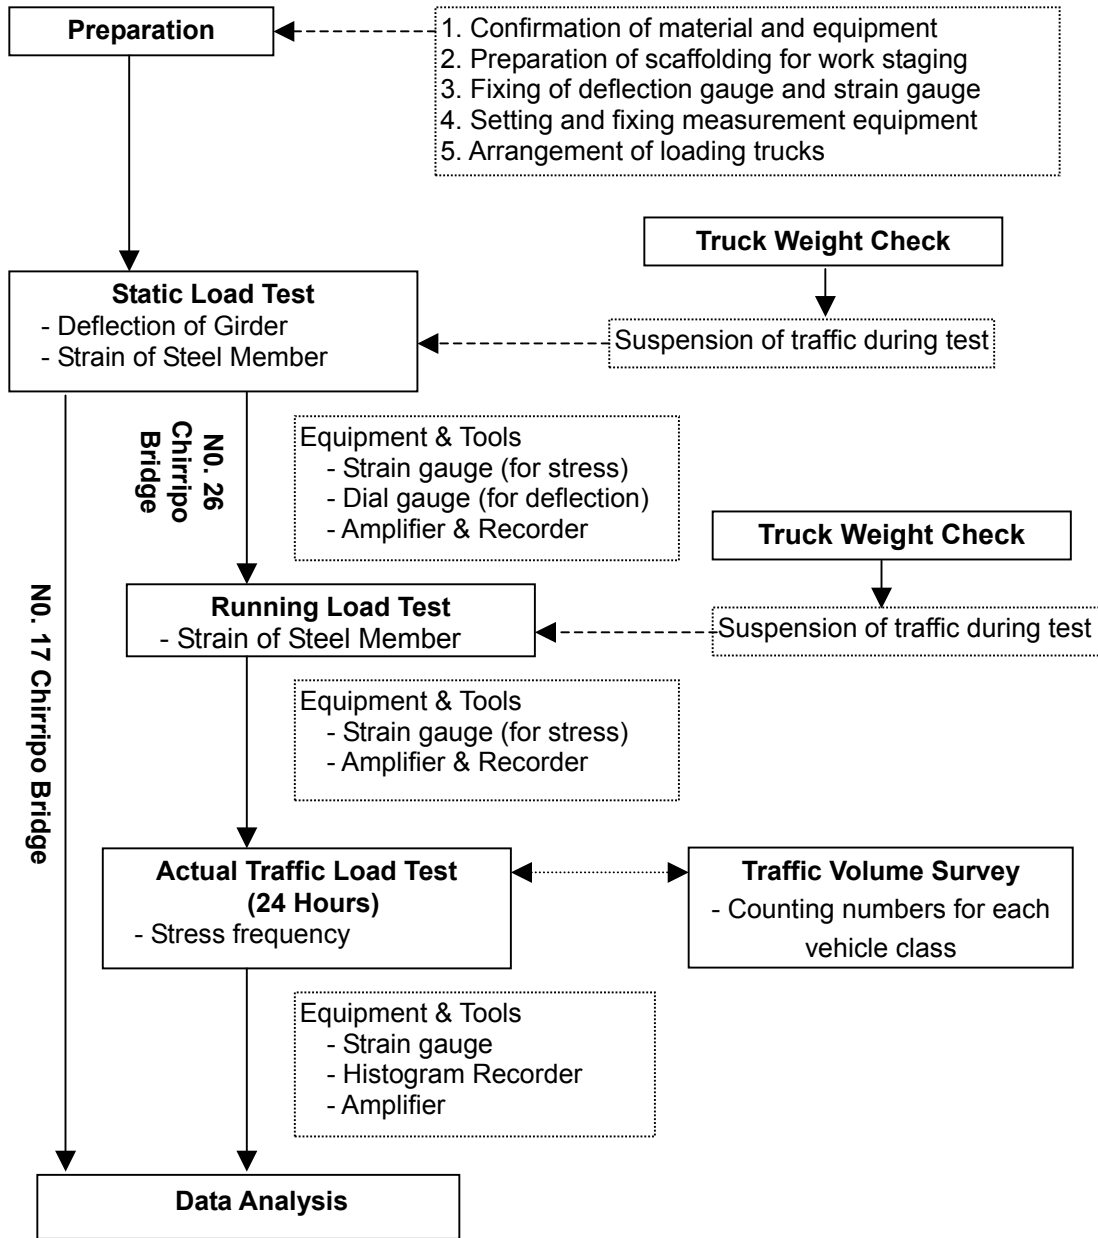 Preparation
1. Confirmation of material and equipment
2. Preparation of scaffolding for work staging
3. Fixing of deflection gauge and strain gauge
4. Setting and fixing measurement equipment
5. Arrangement of loading trucks
Truck Weight Check
Static Load Test
- Deflection of Girder
- Strain of Steel Member
Suspension of traffic during test
N0. 26
Chirripo
Bridge
Equipment & Tools
- Strain gauge (for stress)
- Dial gauge (for deflection)
- Amplifier & Recorder
Truck Weight Check
N0. 17 Chirripo Bridge
Running Load Test
- Strain of Steel Member
Suspension of traffic during test
Equipment & Tools
- Strain gauge (for stress)
- Amplifier & Recorder
Actual Traffic Load Test
(24 Hours)
- Stress frequency
Traffic Volume Survey
- Counting numbers for each
vehicle class
Equipment & Tools
- Strain gauge
- Histogram Recorder
- Amplifier
Data Analysis